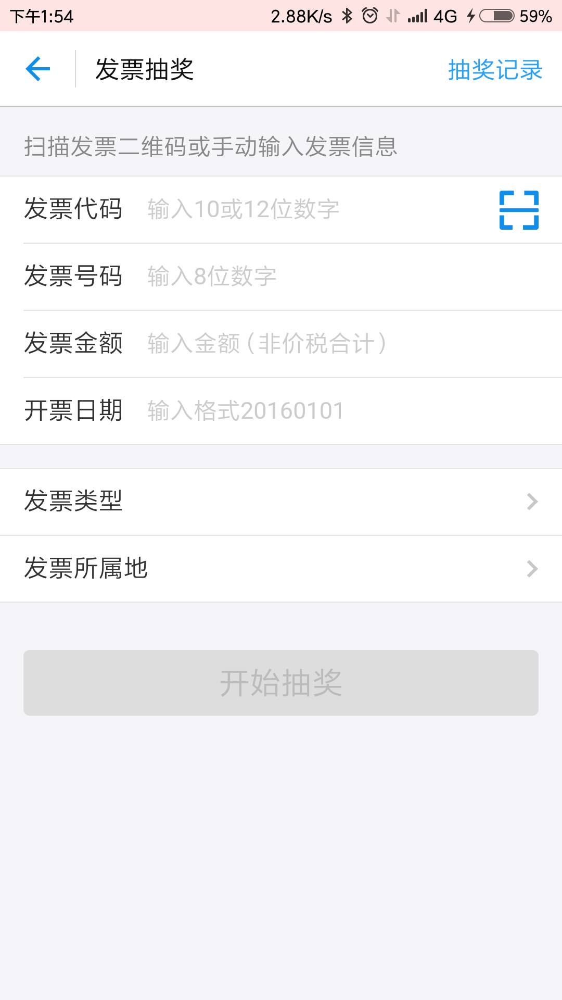 下午1:54 2.88K/s 4G 59%
发票抽奖 抽奖记录
扫描发票二维码或手动输入发票信息
发票代码 输入10或12位数字
发票号码 输入8位数字
发票金额 输入金额（非价税合计）
开票日期 输入格式20160101
发票类型
发票所属地
开始抽奖